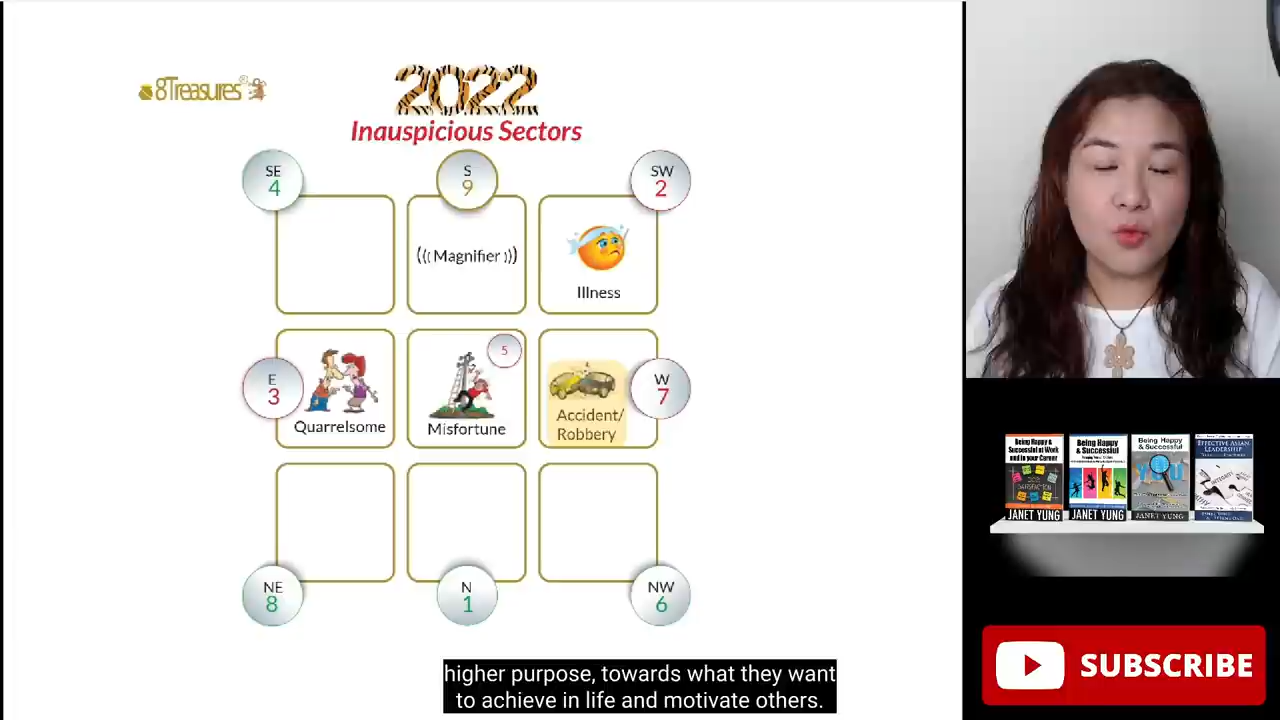 8Treasures
2022
Inauspicious Sectors
SE
4
S
9
SW
2
(((Magnifier)))
Illness
5
E
3
W
7
Quarrelsome
Misfortune
Accident/
Robbery
NE
8
N
1
NW
6
Being Happy &
Successful at Work
and in your Career
JANET YUNG
Being Happy
& Successful
JANET YUNG
Being Happy
& Successful
YOU
JANET YUNG
EFFECTIVE ASIAN
LEADERSHIP
SUBSCRIBE
higher purpose, towards what they want
to achieve in life and motivate others.